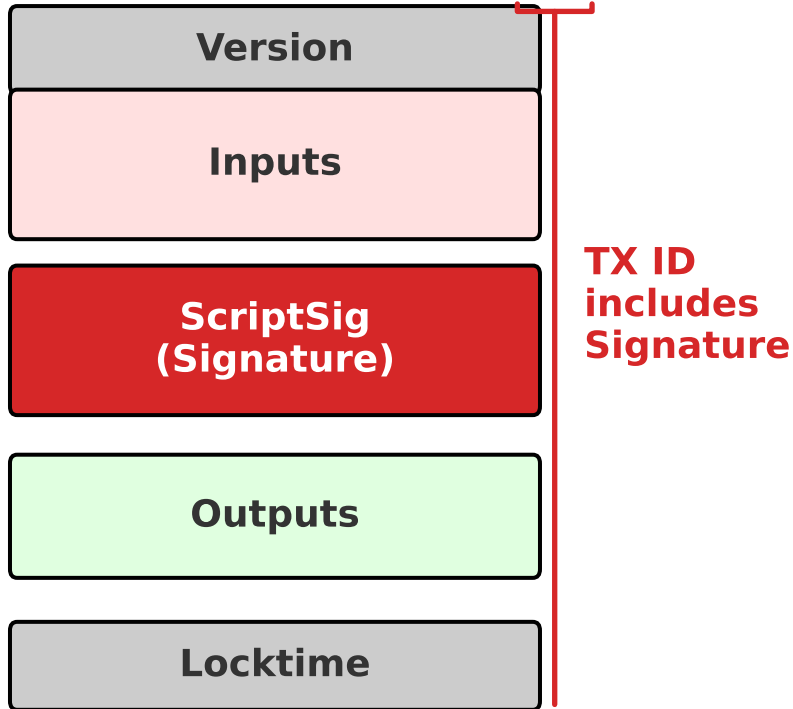 Version
Inputs
ScriptSig
(Signature)
TX ID
includes
Signature
Outputs
Locktime